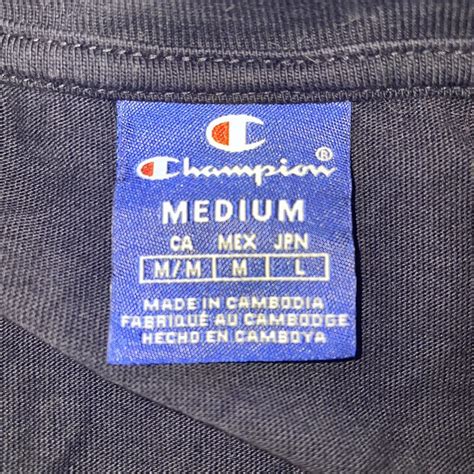 Champion®
MEDIUM
CA MEX JPN
M/M M L
MADE IN CAMBODIA
FABRIQUÉ AU CAMBODGE
HECHO EN CAMBOYA